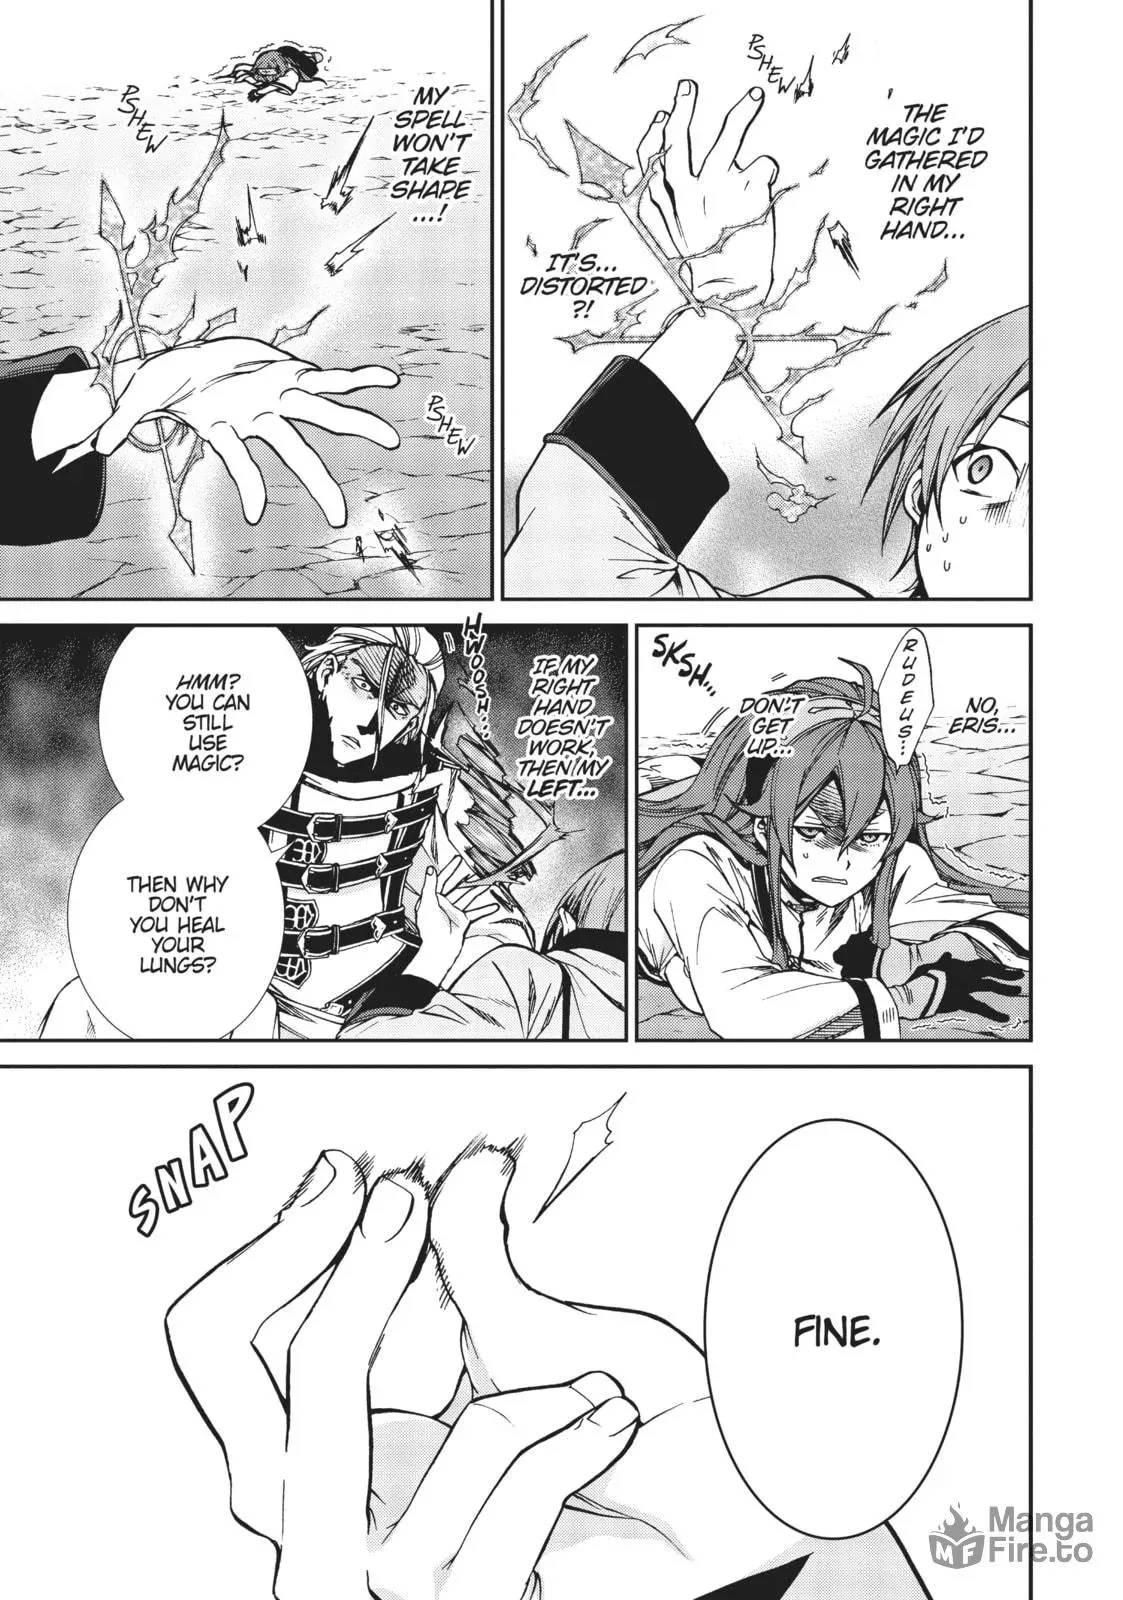 THE
MAGIC I'D
GATHERED
IN MY
RIGHT
HAND...
PSHEW
IT'S...
DISTORTED
?!
MY
SPELL
WON'T
TAKE
SHAPE
...!
PSHEW
PSHEW
RUDEUS...
NO,
ERIS...
DON'T
GET
UP...
SKSH...
HWOOSH...
IF MY
RIGHT
HAND
DOESN'T
WORK,
THEN MY
LEFT...
HMM?
YOU CAN
STILL
USE
MAGIC?
THEN WHY
DON'T
YOU HEAL
YOUR
LUNGS?
SNAP
FINE.
Manga
Fire.to
MF